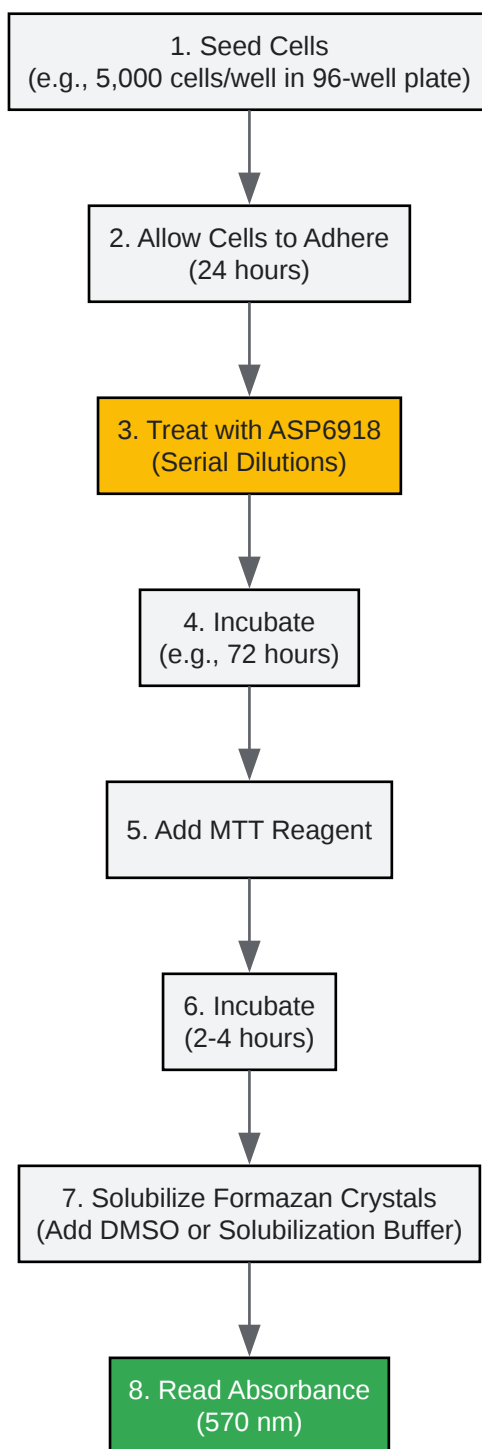 1. Seed Cells
(e.g., 5,000 cells/well in 96-well plate)
2. Allow Cells to Adhere
(24 hours)
3. Treat with ASP6918
(Serial Dilutions)
4. Incubate
(e.g., 72 hours)
5. Add MTT Reagent
6. Incubate
(2-4 hours)
7. Solubilize Formazan Crystals
(Add DMSO or Solubilization Buffer)
8. Read Absorbance
(570 nm)